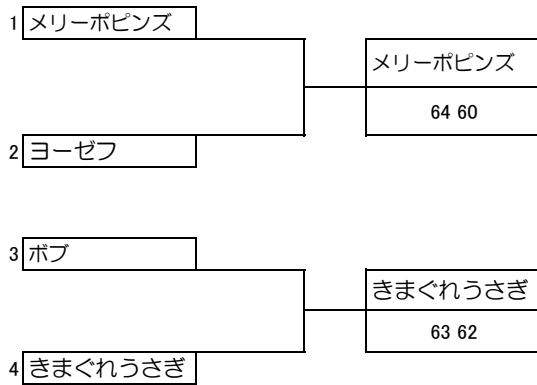 1 メリーポピンズ
メリーポピンズ
64 60
2 ヨーゼフ
3 ボブ
きまぐれうさぎ
63 62
4 きまぐれうさぎ